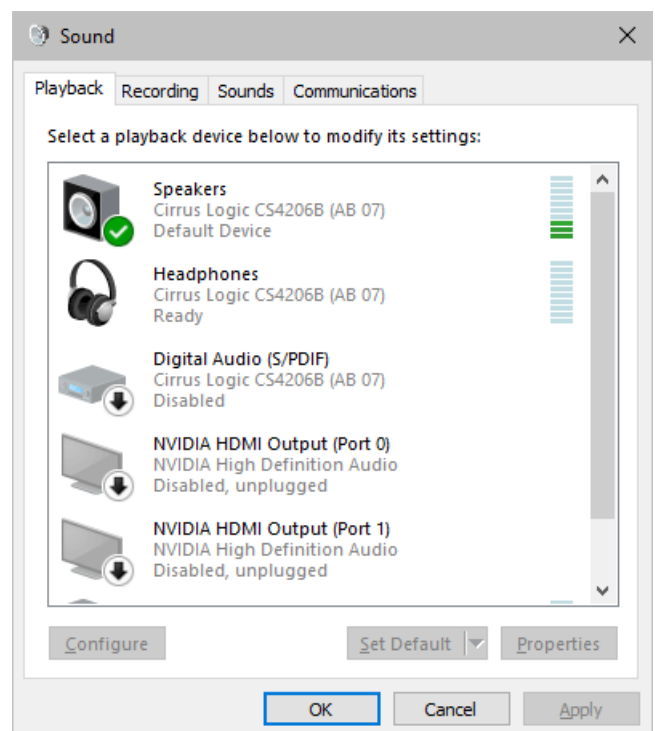 Sound
Playback Recording Sounds Communications
Select a playback device below to modify its settings:
Speakers
Cirrus Logic CS4206B (AB 07)
Default Device
Headphones
Cirrus Logic CS4206B (AB 07)
Ready
Digital Audio (S/PDIF)
Cirrus Logic CS4206B (AB 07)
Disabled
NVIDIA HDMI Output (Port 0)
NVIDIA High Definition Audio
Disabled, unplugged
NVIDIA HDMI Output (Port 1)
NVIDIA High Definition Audio
Disabled, unplugged
Configure Set Default Properties
OK Cancel Apply